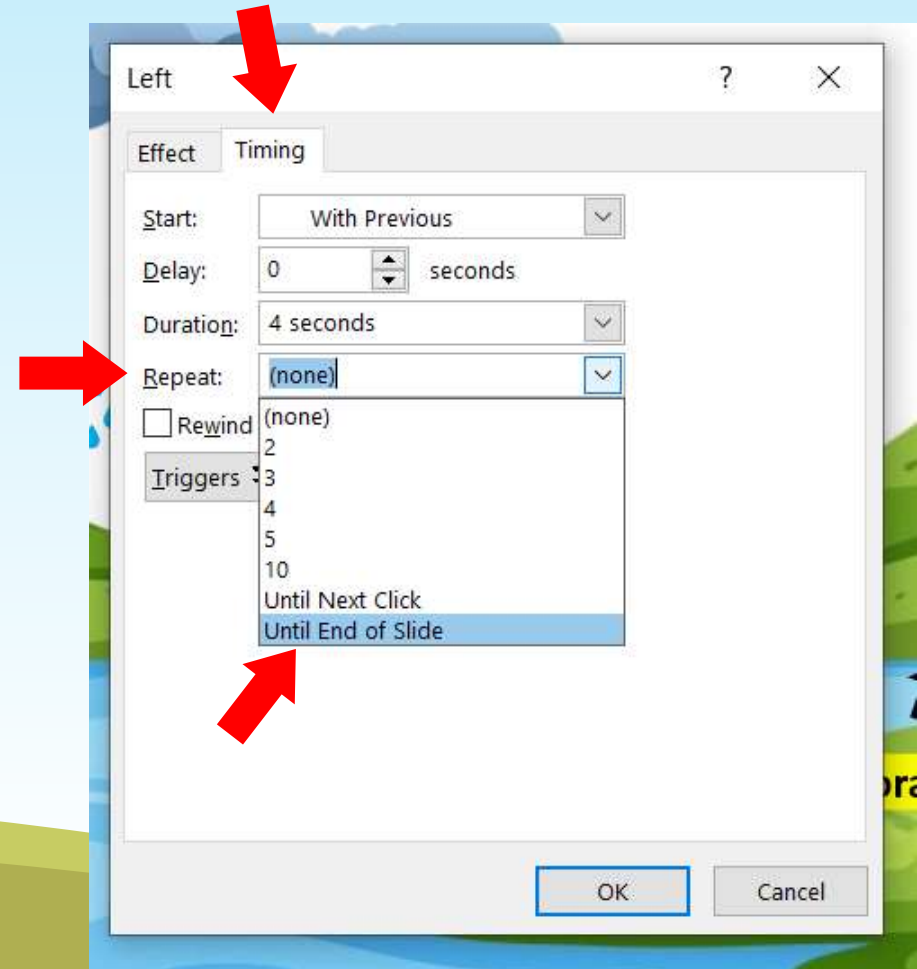 Left ?
Effect Timing
Start: With Previous
Delay: 0 seconds
Duration: 4 seconds
Repeat: (none)
Rewind (none)
2
Triggers 3
4
5
10
Until Next Click
Until End of Slide
OK Cancel